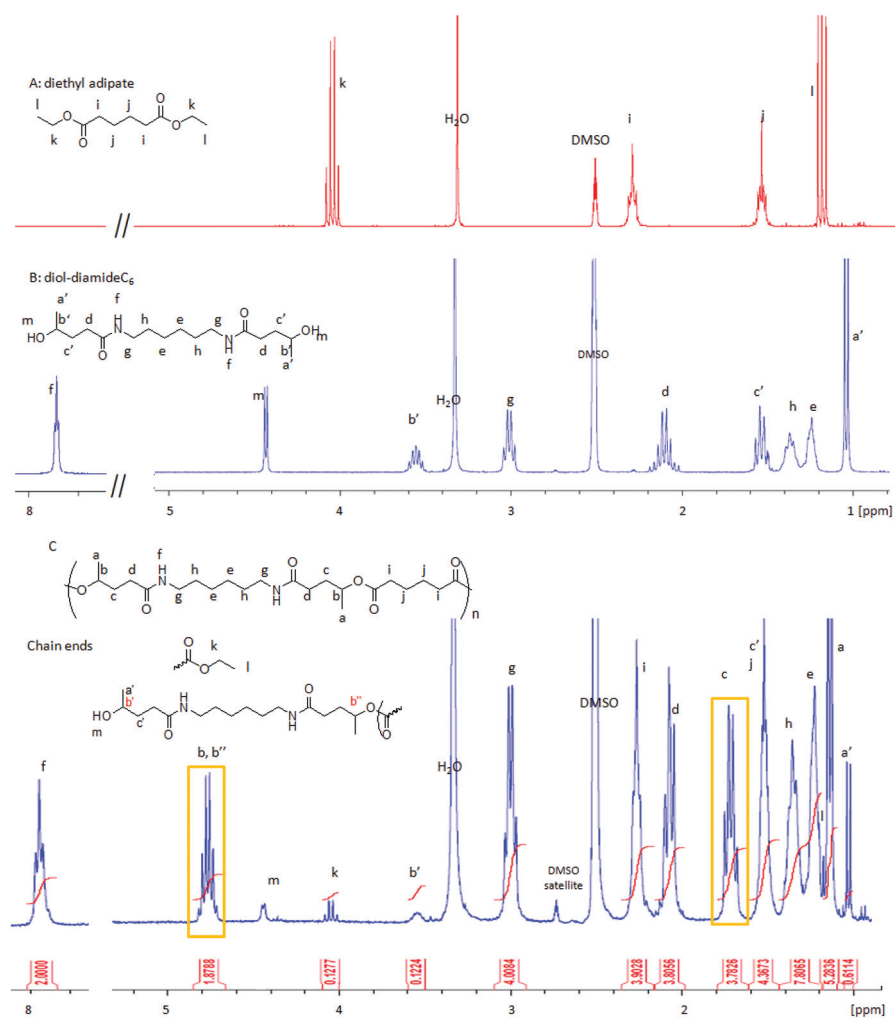 A: diethyl adipate
l k O i j O i j O O k l
k
H2O
DMSO
i
j
l
B: diol-diamideC6
a' m HO b' c' d O f N H g h e e h g N H f O d c' b' OH m a'
f
m
b'
H2O
g
DMSO
d
c'
h
e
a'
8 5 4 3 2 1 [ppm]
C
a O b c d O f N H g h e e h g N H O d c b a O O i j j i O n
Chain ends
O O k l
a' HO m b' c' O N H N H O b'' O O
f
b, b''
m
k
b'
H2O
g
DMSO satellite
DMSO
i
d
c
c' j
h
e
l
a
a'
2.0000 1.8788 0.1277 0.1224 4.0084 3.9028 3.8056 3.7826 4.3673 7.8065 5.2836 0.6114
8 5 4 3 2 [ppm]